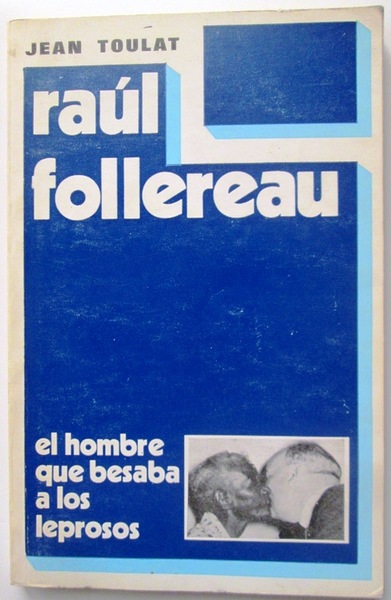 JEAN TOULAT
raúl
follereau
el hombre
que besaba
a los
leprosos